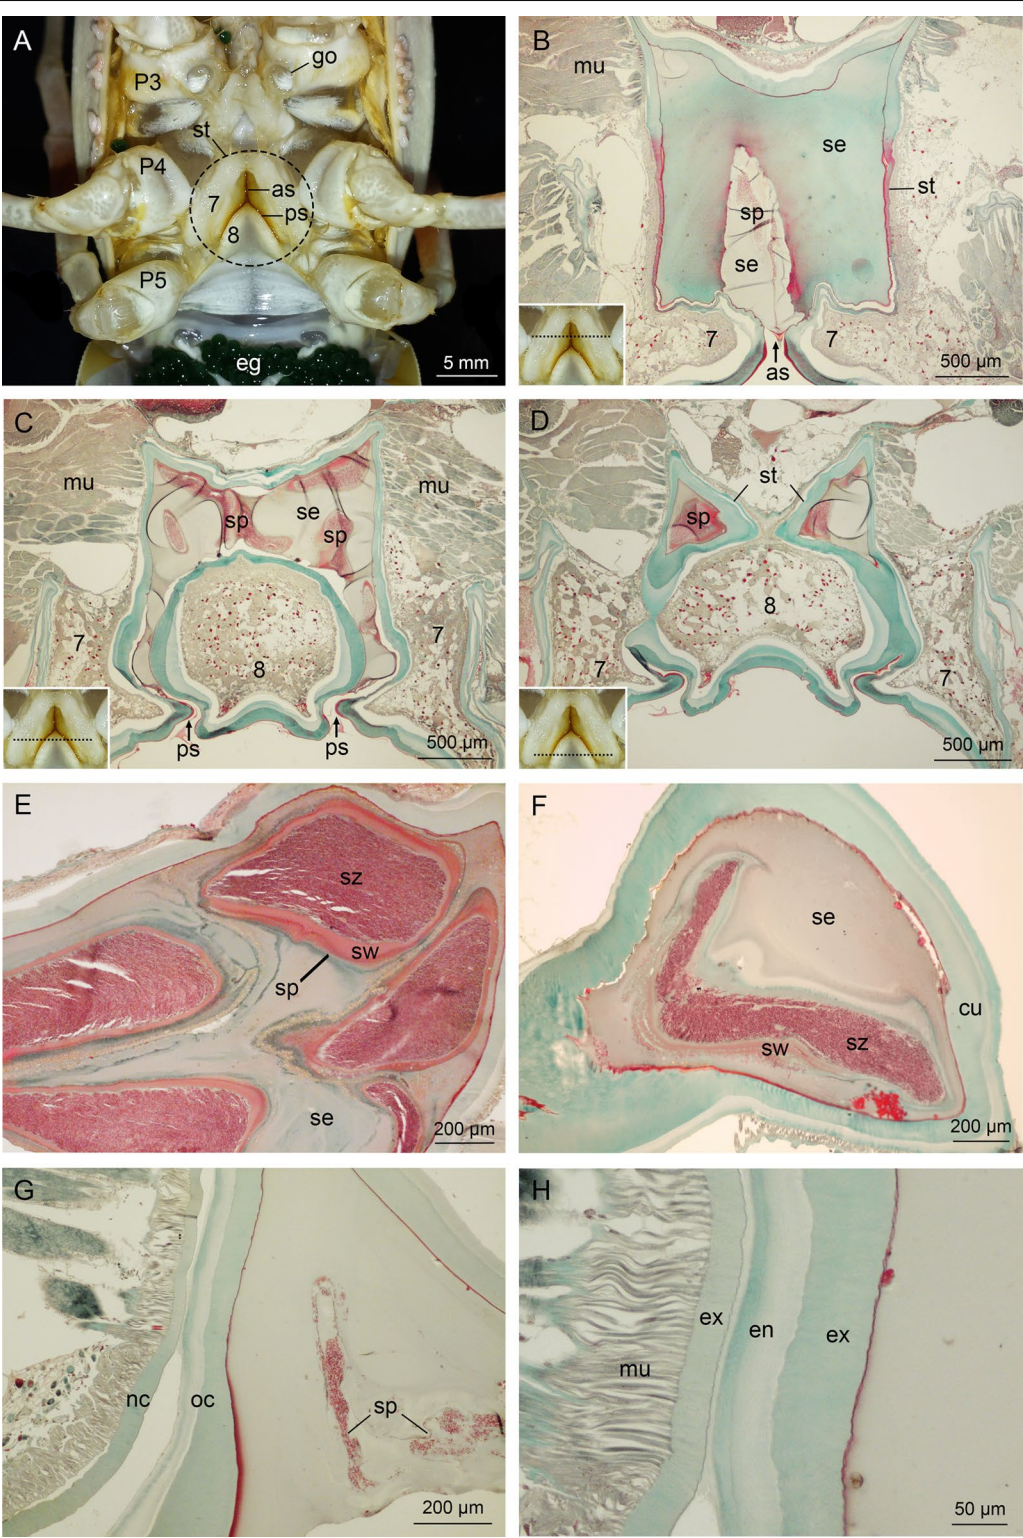 A
go
P3
st
P4
as
7
ps
8
P5
eg
5 mm
B
mu
se
st
sp
se
7
7
as
500 µm
C
mu
mu
se
sp
sp
7
7
8
ps
ps
500 µm
D
st
sp
8
7
7
500 µm
E
sz
sw
sp
se
200 µm
F
se
cu
sw
sz
200 µm
G
nc
oc
sp
200 µm
H
ex
en
ex
mu
50 µm